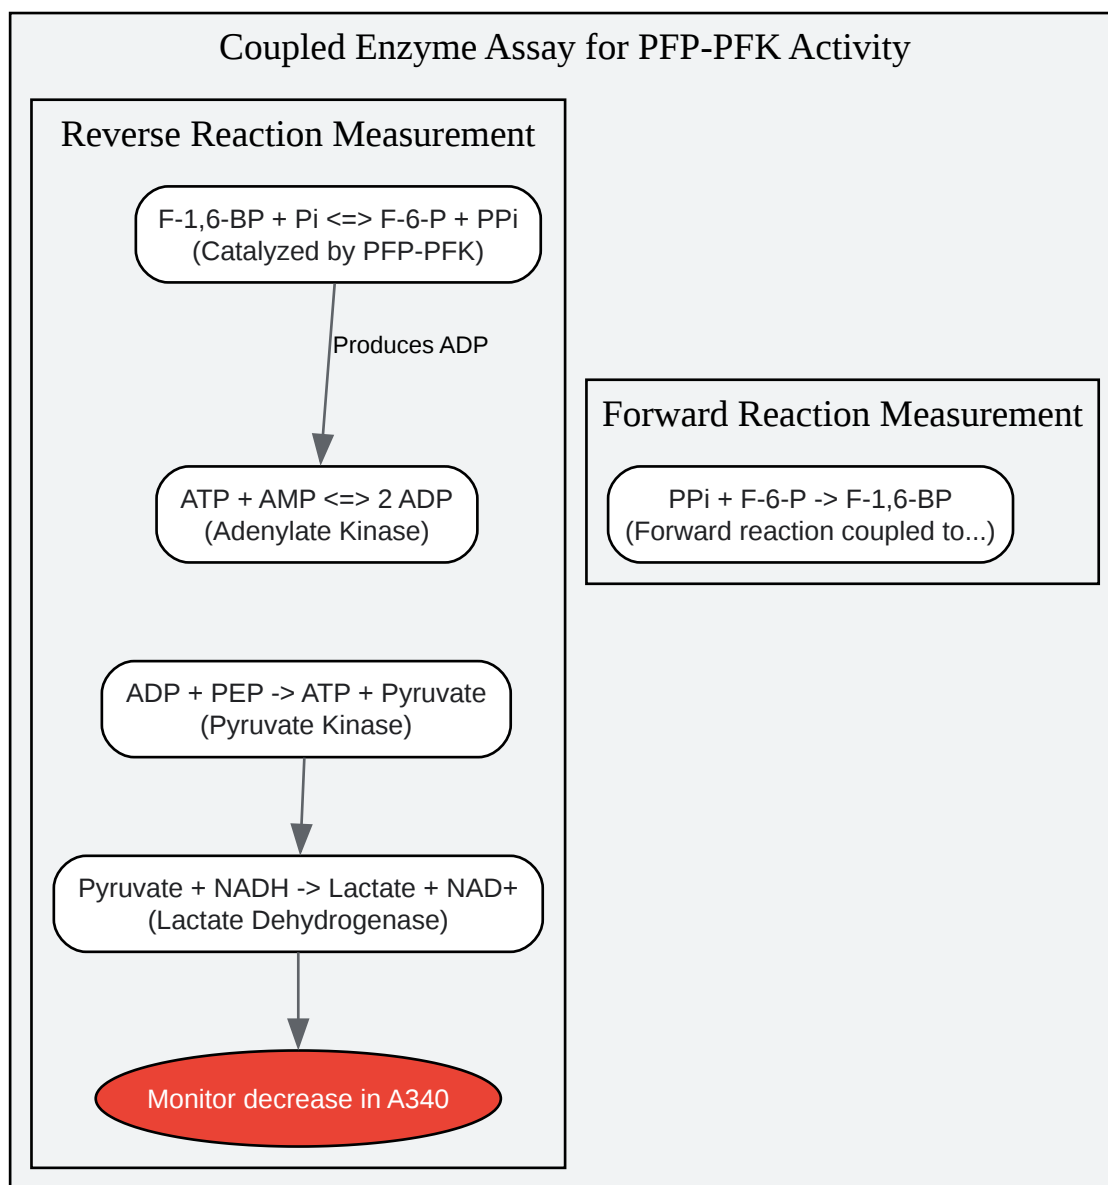 Coupled Enzyme Assay for PFP-PFK Activity
Reverse Reaction Measurement
F-1,6-BP + Pi <=> F-6-P + PPi
(Catalyzed by PFP-PFK)
Produces ADP
ATP + AMP <=> 2 ADP
(Adenylate Kinase)
ADP + PEP -> ATP + Pyruvate
(Pyruvate Kinase)
Pyruvate + NADH -> Lactate + NAD+
(Lactate Dehydrogenase)
Monitor decrease in A340
Forward Reaction Measurement
PPi + F-6-P -> F-1,6-BP
(Forward reaction coupled to...)